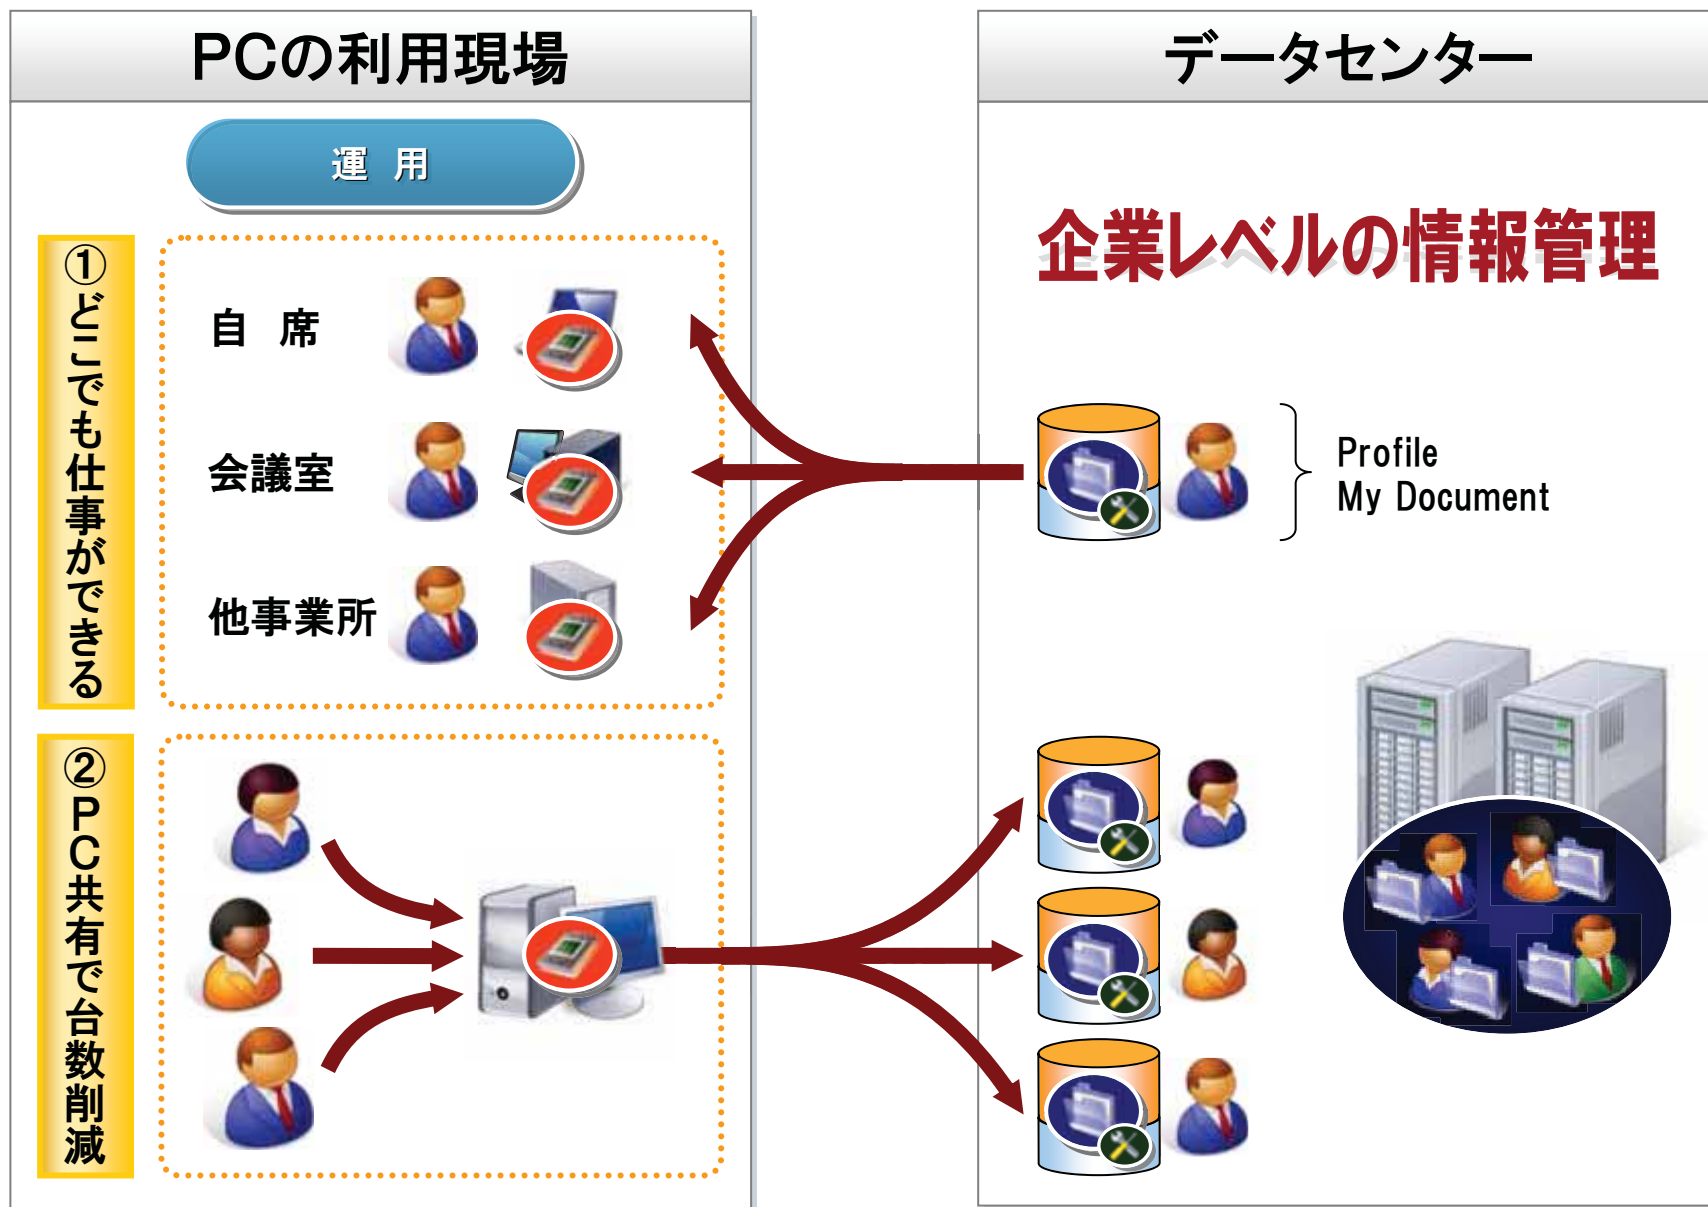 PCの利用現場
運 用
①どこでも仕事ができる
自 席
会議室
他事業所
②PC共有で台数削減
データセンター
企業レベルの情報管理
Profile
My Document